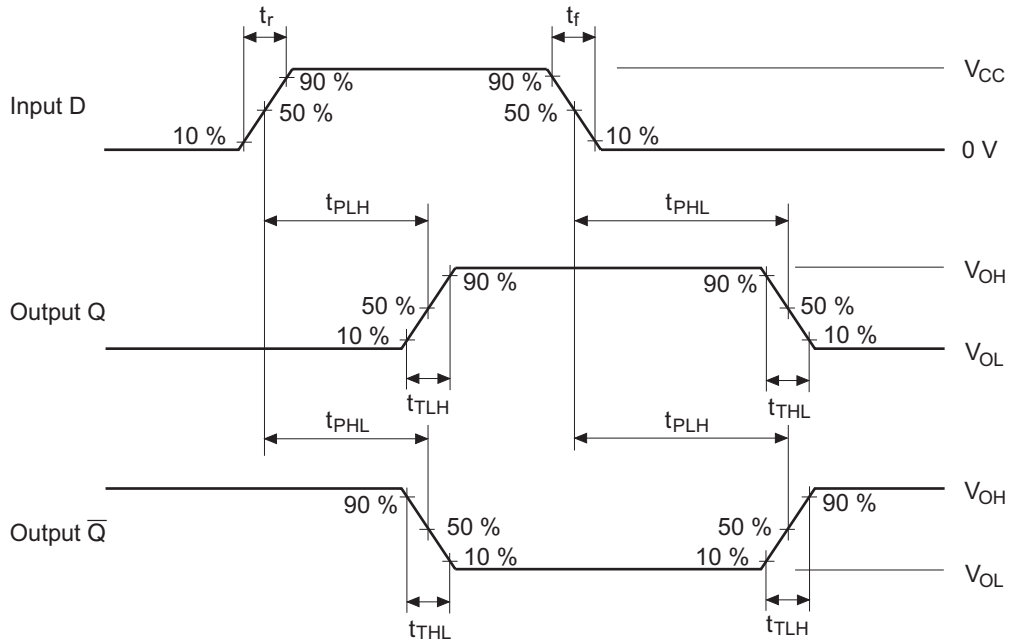 tr
tf
90 %
90 %
VCC
Input D
50 %
50 %
10 %
10 %
0 V
tPLH
tPHL
VOH
90 %
90 %
Output Q
50 %
50 %
10 %
10 %
VOL
tTLH
tTHL
tPHL
tPLH
VOH
90 %
90 %
Output Q̅
50 %
50 %
10 %
10 %
VOL
tTHL
tTLH